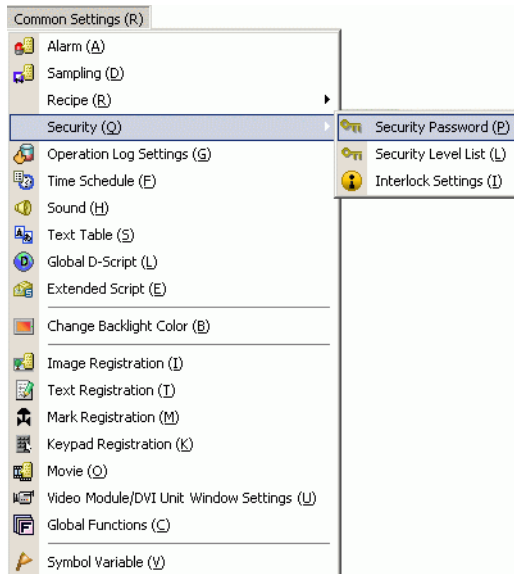 Common Settings (R)
Alarm (A)
Sampling (D)
Recipe (R)
Security (Q)
Security Password (P)
Security Level List (L)
Interlock Settings (I)
Operation Log Settings (G)
Time Schedule (F)
Sound (H)
Text Table (S)
Global D-Script (L)
Extended Script (E)
Change Backlight Color (B)
Image Registration (I)
Text Registration (T)
Mark Registration (M)
Keypad Registration (K)
Movie (O)
Video Module/DVI Unit Window Settings (U)
Global Functions (C)
Symbol Variable (V)